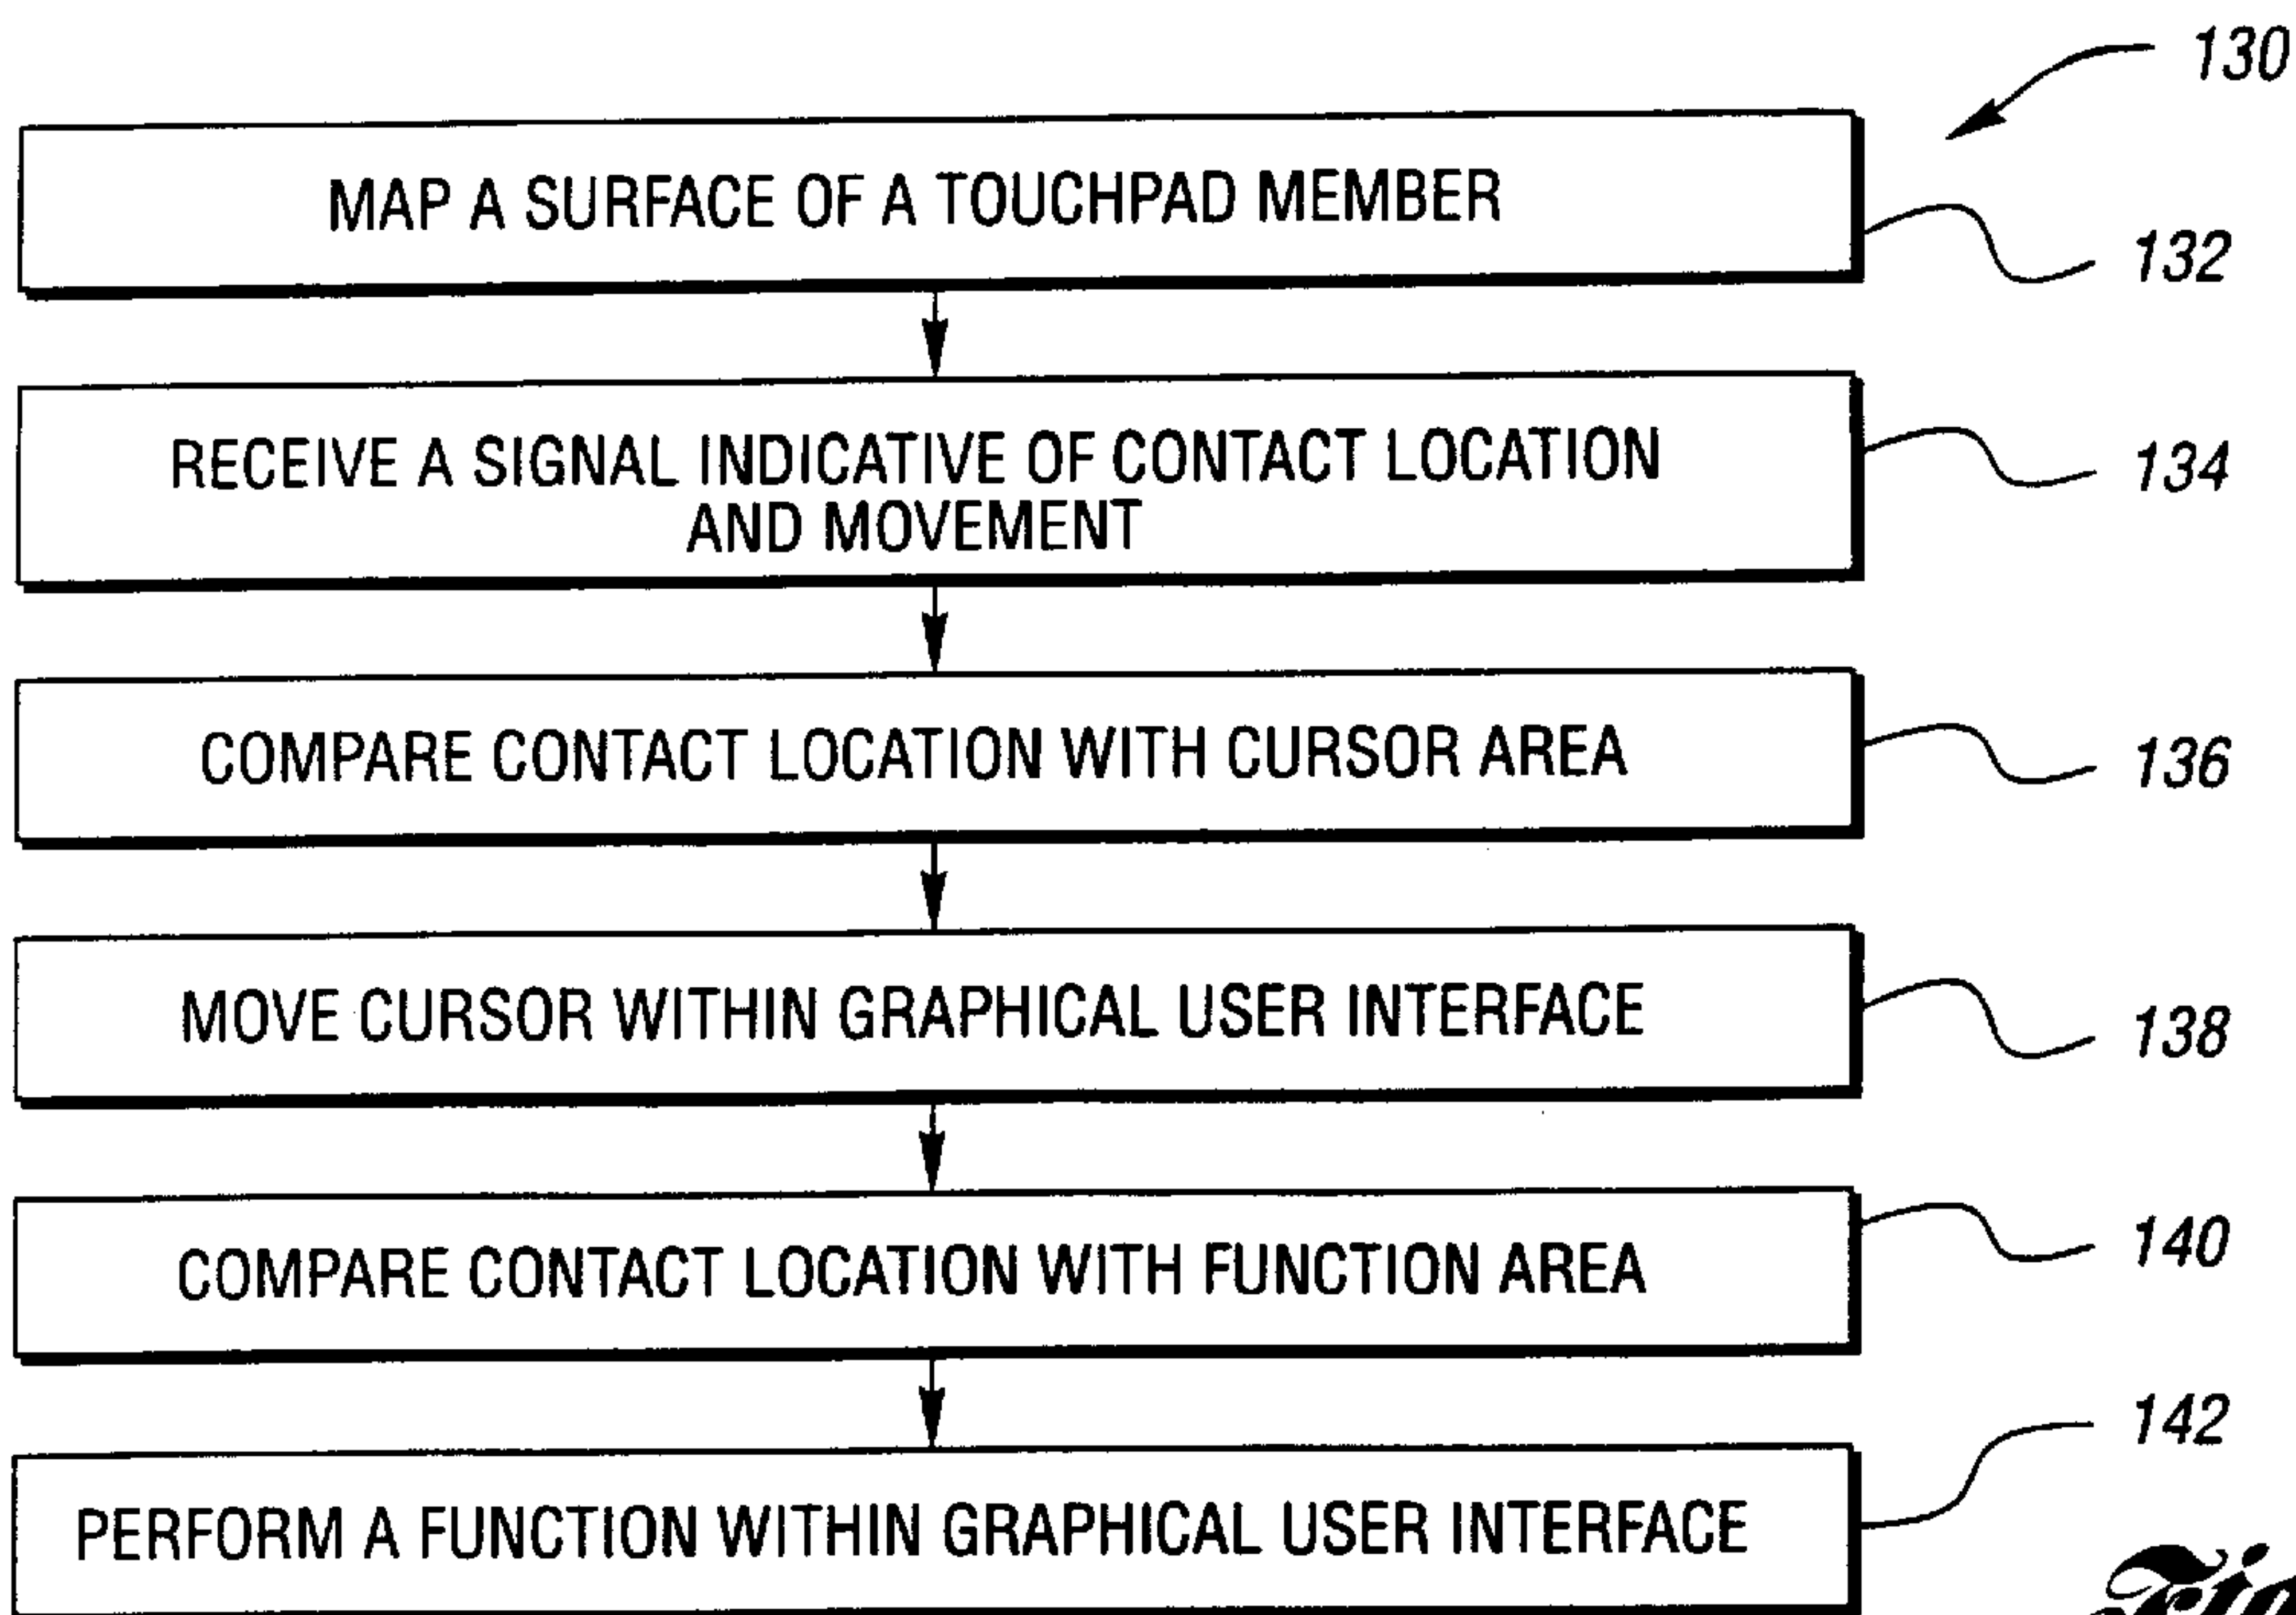 130
MAP A SURFACE OF A TOUCHPAD MEMBER
132
RECEIVE A SIGNAL INDICATIVE OF CONTACT LOCATION
AND MOVEMENT
134
COMPARE CONTACT LOCATION WITH CURSOR AREA
136
MOVE CURSOR WITHIN GRAPHICAL USER INTERFACE
138
COMPARE CONTACT LOCATION WITH FUNCTION AREA
140
PERFORM A FUNCTION WITHIN GRAPHICAL USER INTERFACE
142